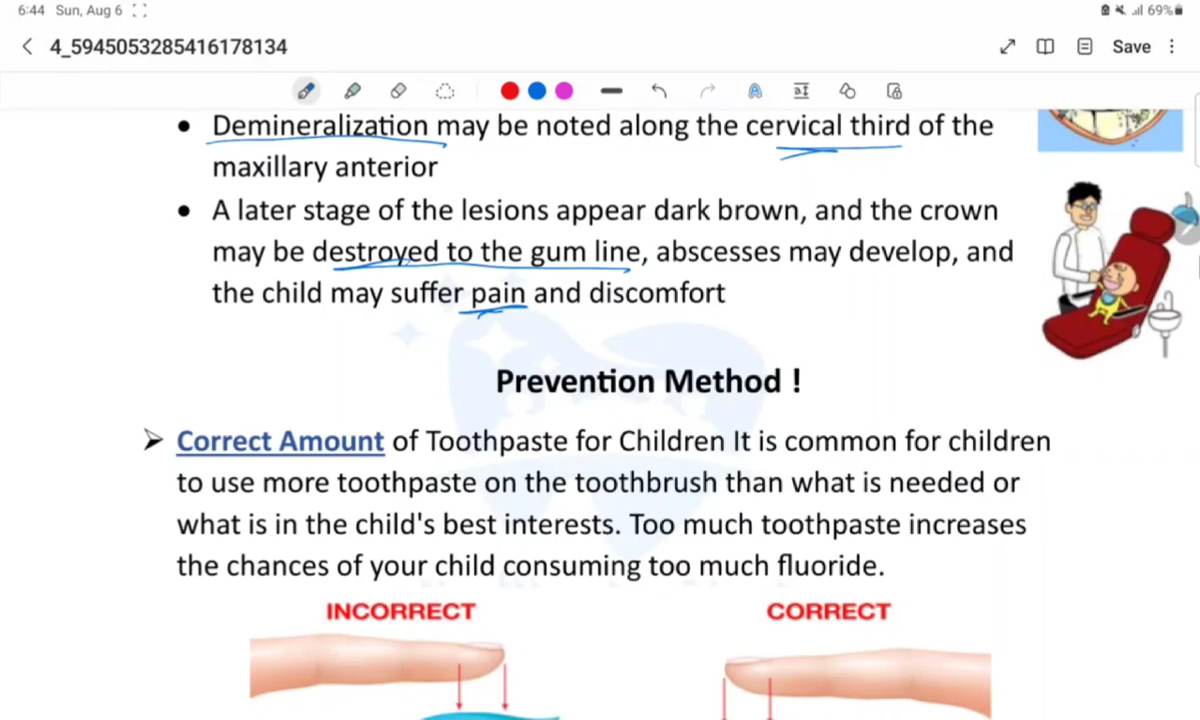 6:44 Sun, Aug 6
69%
4_5945053285416178134
Save
• Demineralization may be noted along the cervical third of the
maxillary anterior
• A later stage of the lesions appear dark brown, and the crown
may be destroyed to the gum line, abscesses may develop, and
the child may suffer pain and discomfort
Prevention Method !
➤ Correct Amount of Toothpaste for Children It is common for children
to use more toothpaste on the toothbrush than what is needed or
what is in the child's best interests. Too much toothpaste increases
the chances of your child consuming too much fluoride.
INCORRECT
CORRECT